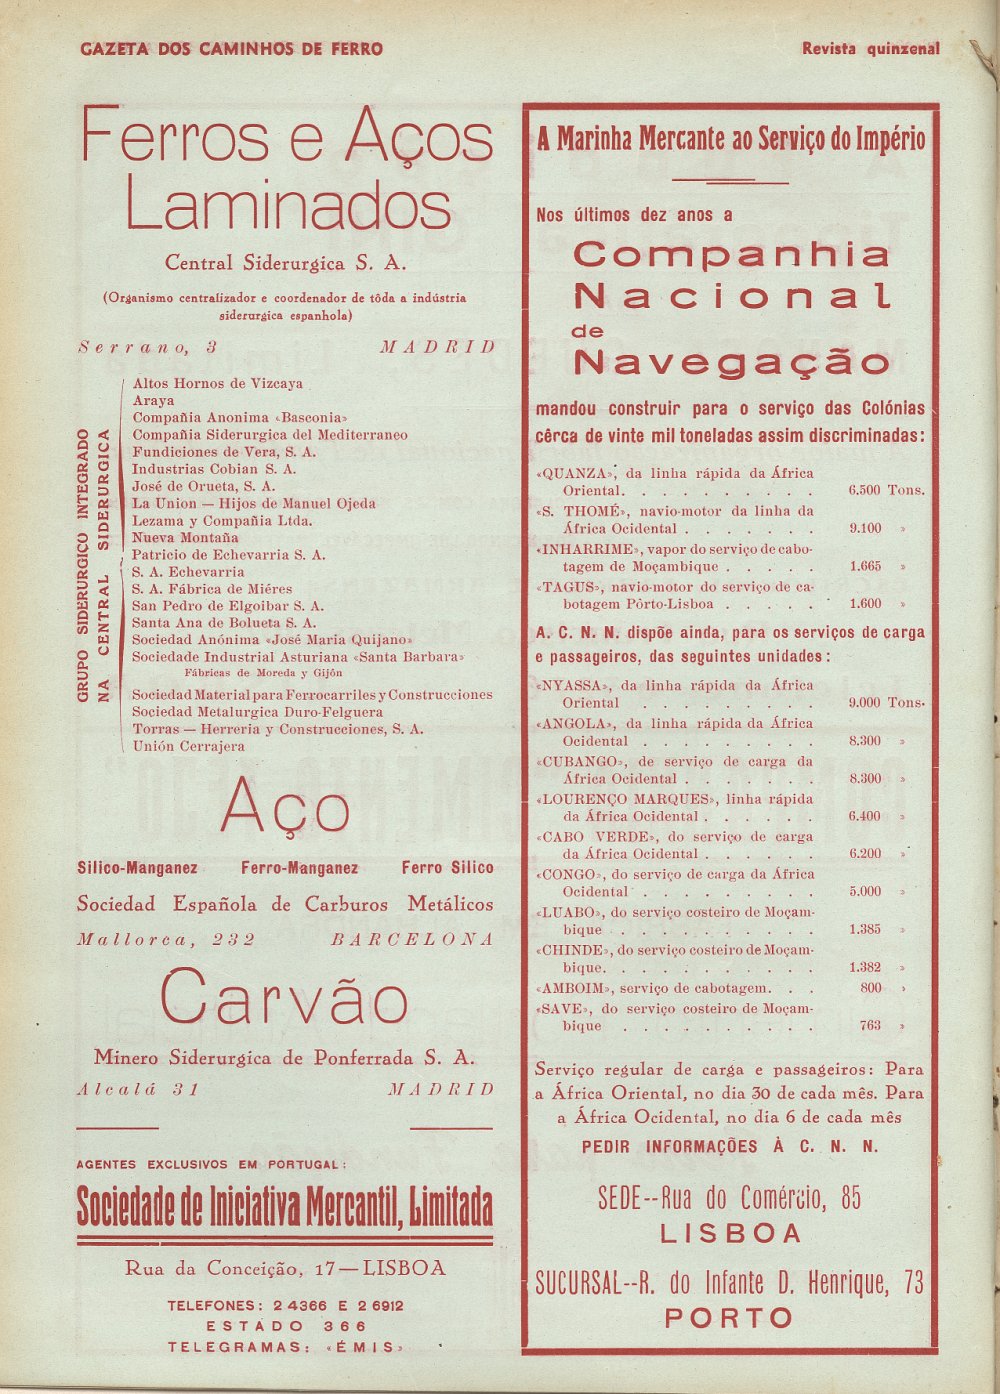 GAZETA DOS CAMINHOS DE FERRO
Revista quinzenal
Ferros e Aços
Laminados
Central Siderurgica S. A.
(Organismo centralizador e coordenador de tôda a indústria
siderurgica espanhola)
Serrano, 3 MADRID
GRUPO SIDERURGICO INTEGRADO
NA CENTRAL SIDERURGICA
Altos Hornos de Vizcaya
Araya
Compañia Anonima «Basconia»
Compañia Siderurgica del Mediterraneo
Fundiciones de Vera, S. A.
Industrias Cobian S. A.
José de Orueta, S. A.
La Union — Hijos de Manuel Ojeda
Lezama y Compañia Ltda.
Nueva Montaña
Patricio de Echevarria S. A.
S. A. Echevarria
S. A. Fábrica de Miéres
San Pedro de Elgoibar S. A.
Santa Ana de Bolueta S. A.
Sociedad Anónima «José Maria Quijano»
Sociedade Industrial Asturiana «Santa Barbara»
Fábricas de Moreda y Gijón
Sociedad Material para Ferrocarriles y Construcciones
Sociedad Metalurgica Duro-Felguera
Torras — Herreria y Construcciones, S. A.
Unión Cerrajera
Aço
Silico-Manganez Ferro-Manganez Ferro Silico
Sociedad Española de Carburos Metálicos
Mallorca, 232 BARCELONA
Carvão
Minero Siderurgica de Ponferrada S. A.
Alcalá 31 MADRID
AGENTES EXCLUSIVOS EM PORTUGAL:
Sociedade de Iniciativa Mercantil, Limitada
Rua da Conceição, 17 — LISBOA
TELEFONES: 2 4366 E 2 6912
ESTADO 366
TELEGRAMAS: «ÉMIS»
A Marinha Mercante ao Serviço do Império
Nos últimos dez anos a
Companhia
Nacional
de
Navegação
mandou construir para o serviço das Colónias
cêrca de vinte mil toneladas assim discriminadas:
«QUANZA», da linha rápida da África
Oriental. . . . . . . . . . 6.500 Tons.
«S. THOMÉ», navio-motor da linha da
África Ocidental . . . . . . . 9.100 »
«INHARRIME», vapor do serviço de cabo-
tagem de Moçambique . . . . . 1.665 »
«TAGUS», navio-motor do serviço de ca-
botagem Pôrto-Lisboa . . . . . 1.600 »
A. C. N. N. dispõe ainda, para os serviços de carga
e passageiros, das seguintes unidades:
«NYASSA», da linha rápida da África
Oriental . . . . . . . . . 9.000 Tons.
«ANGOLA», da linha rápida da África
Ocidental . . . . . . . . . 8.300 »
«CUBANGO», de serviço de carga da
África Ocidental . . . . . . . 8.300 »
«LOURENÇO MARQUES», linha rápida
da África Ocidental . . . . . . 6.400 »
«CABO VERDE», do serviço de carga
da África Ocidental . . . . . . 6.200 »
«CONGO», do serviço de carga da África
Ocidental . . . . . . . . . 5.000 »
«LUABO», do serviço costeiro de Moçam-
bique . . . . . . . . . . 1.385 »
«CHINDE», do serviço costeiro de Moçam-
bique. . . . . . . . . . . 1.382 »
«AMBOIM», serviço de cabotagem. . . 800 »
«SAVE», do serviço costeiro de Moçam-
bique . . . . . . . . . . 763 »
Serviço regular de carga e passageiros: Para
a África Oriental, no dia 30 de cada mês. Para
a África Ocidental, no dia 6 de cada mês
PEDIR INFORMAÇÕES À C. N. N.
SEDE--Rua do Comércio, 85
LISBOA
SUCURSAL--R. do Infante D. Henrique, 73
PORTO